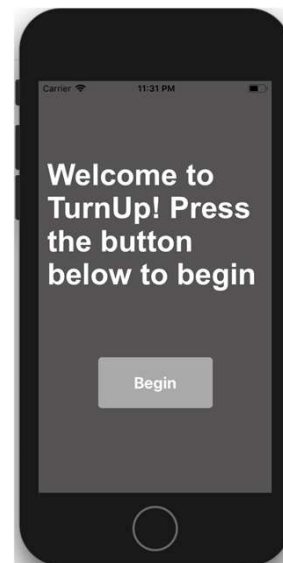 Carrier 11:31 PM
Welcome to
TurnUp! Press
the button
below to begin
Begin